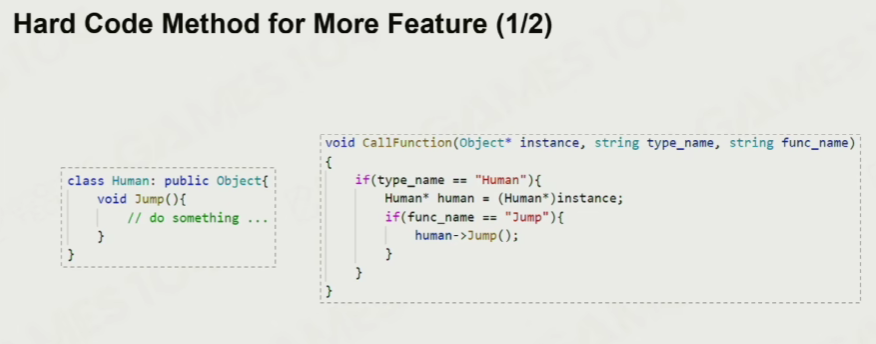 Hard Code Method for More Feature (1/2)
class Human: public Object{
void Jump(){
// do something ...
}
}
void CallFunction(Object* instance, string type_name, string func_name)
{
if(type_name == "Human"){
Human* human = (Human*)instance;
if(func_name == "Jump"){
human->Jump();
}
}
}